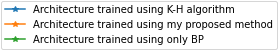 Architecture trained using K-H algorithm
Architecture trained using my proposed method
Architecture trained using only BP